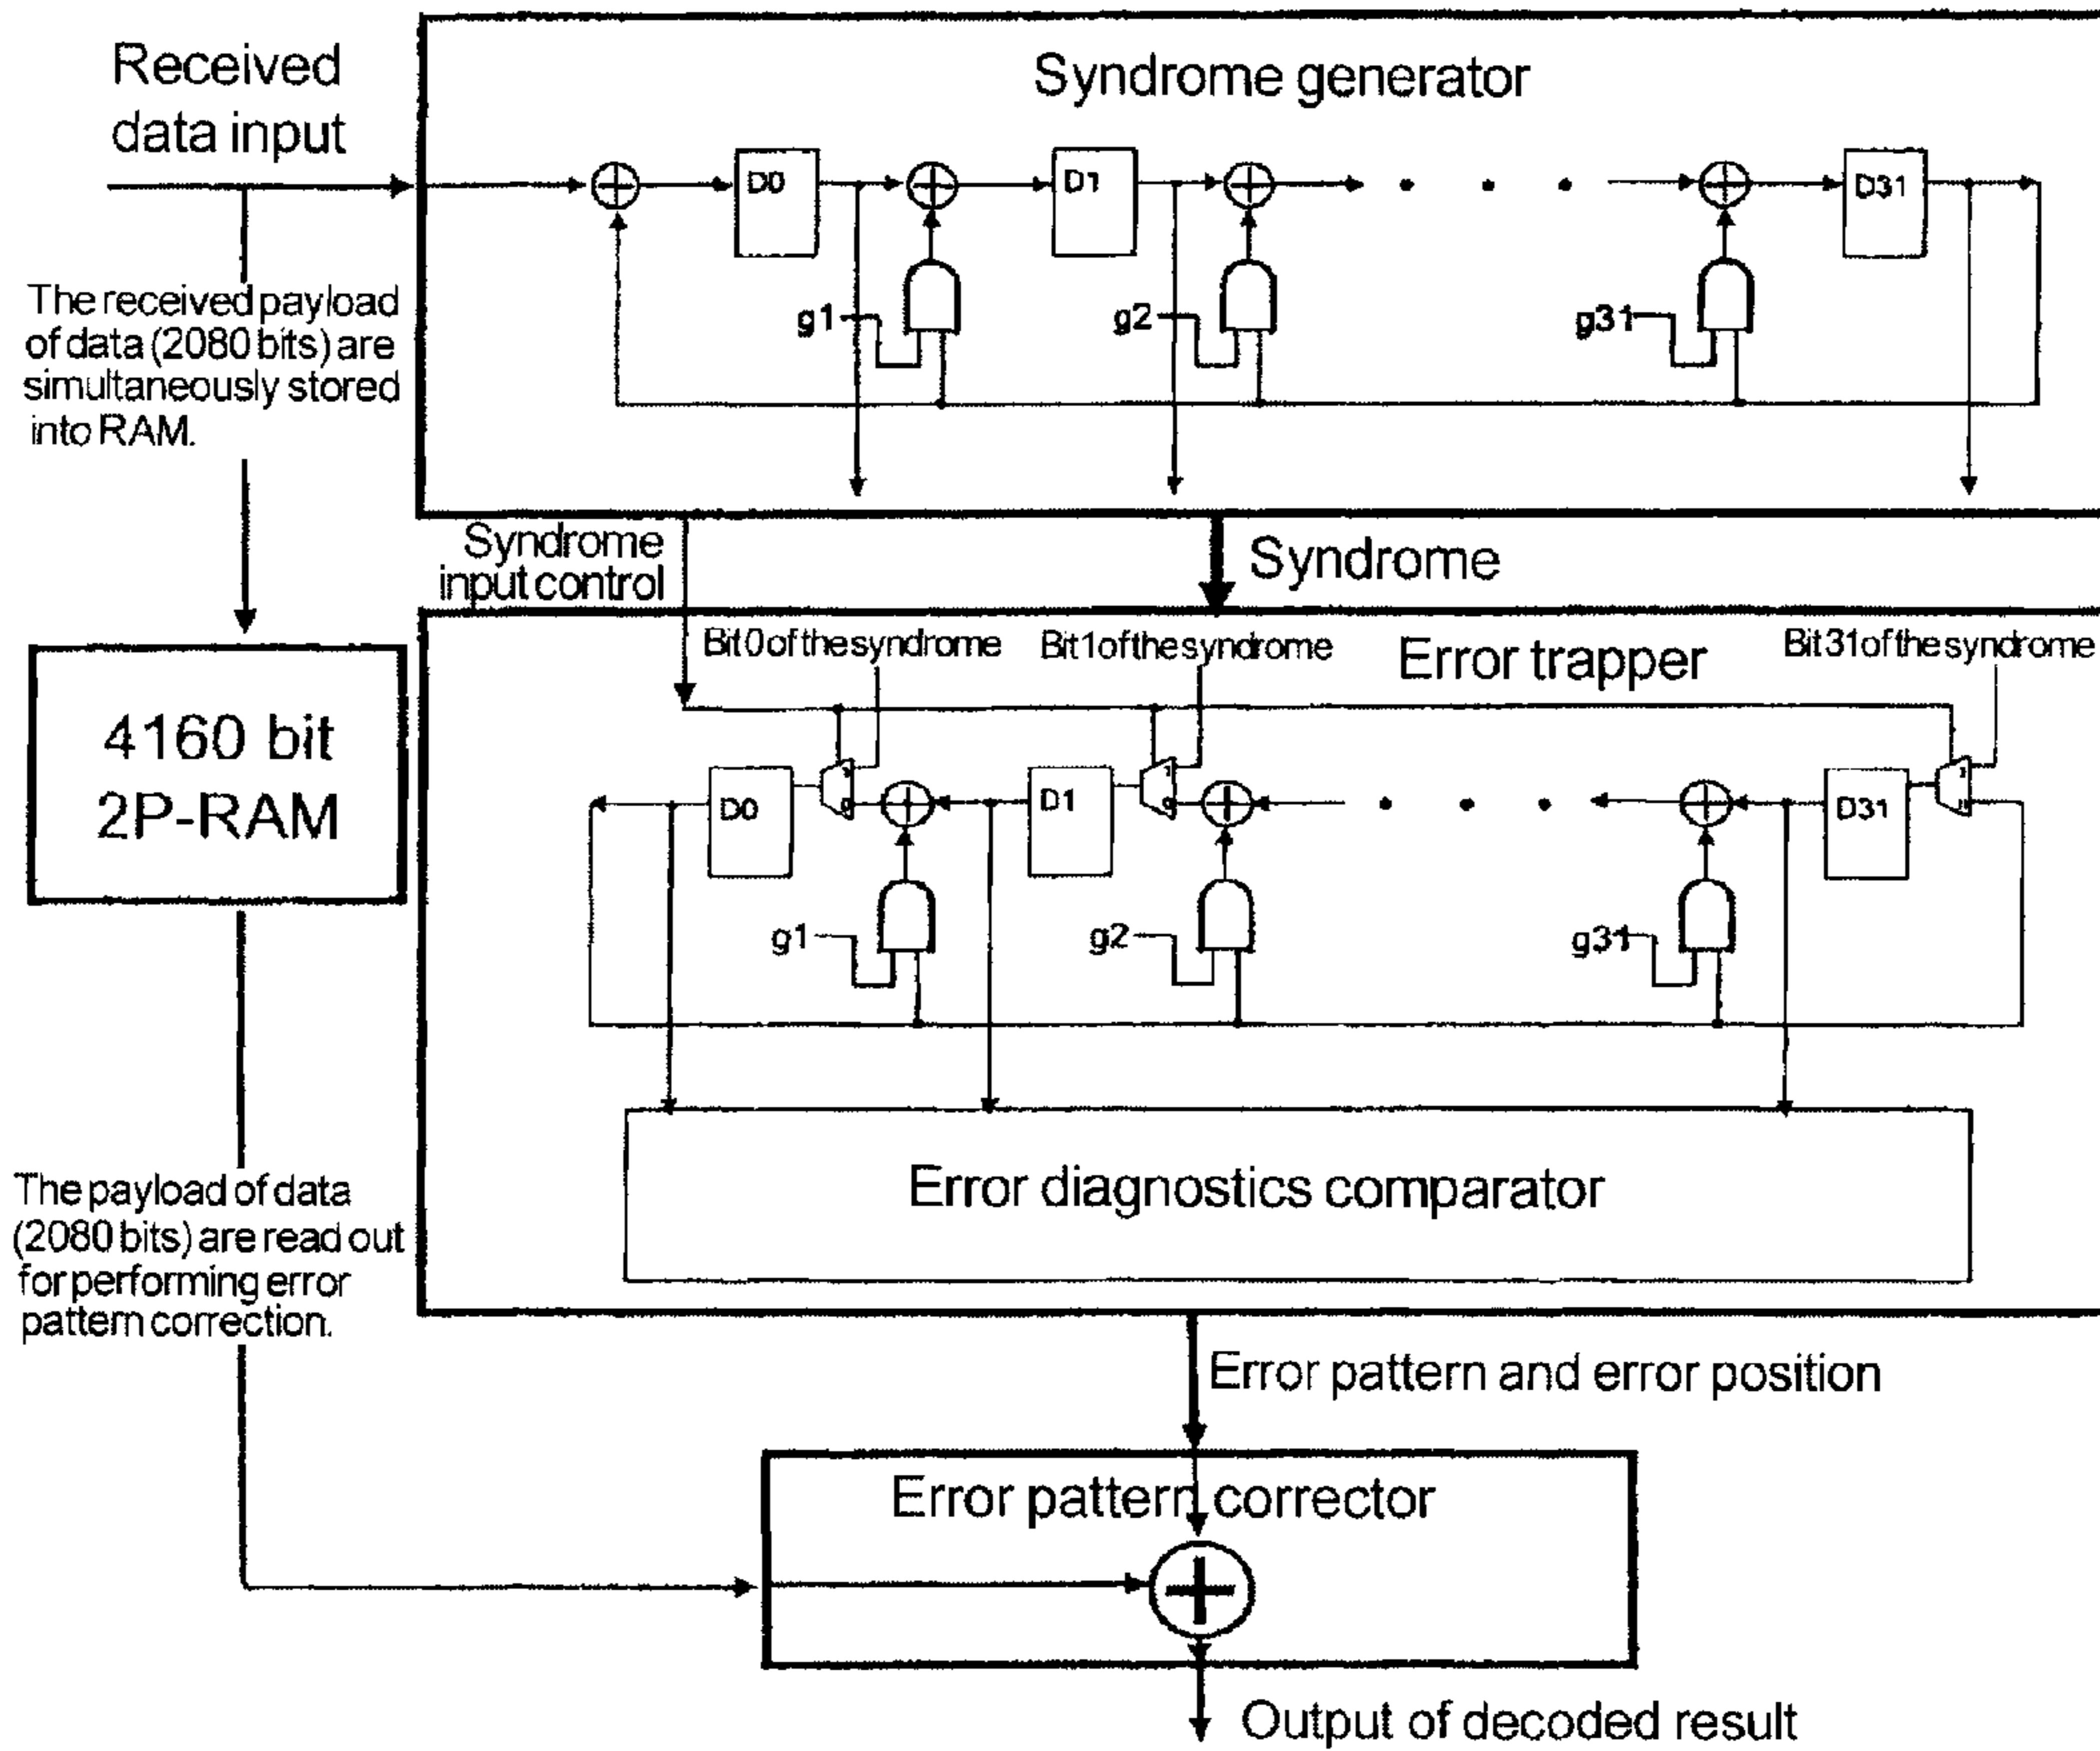 Received
data input
Syndrome generator
D0
D1
D31
The received payload
of data (2080 bits) are
simultaneously stored
into RAM.
g1
g2
g31
Syndrome
input control
Syndrome
Bit 0 of the syndrome
Bit 1 of the syndrome
Error trapper
Bit 31 of the syndrome
4160 bit
2P-RAM
D0
D1
D31
g1
g2
g31
Error diagnostics comparator
The payload of data
(2080 bits) are read out
for performing error
pattern correction.
Error pattern and error position
Error pattern corrector
Output of decoded result